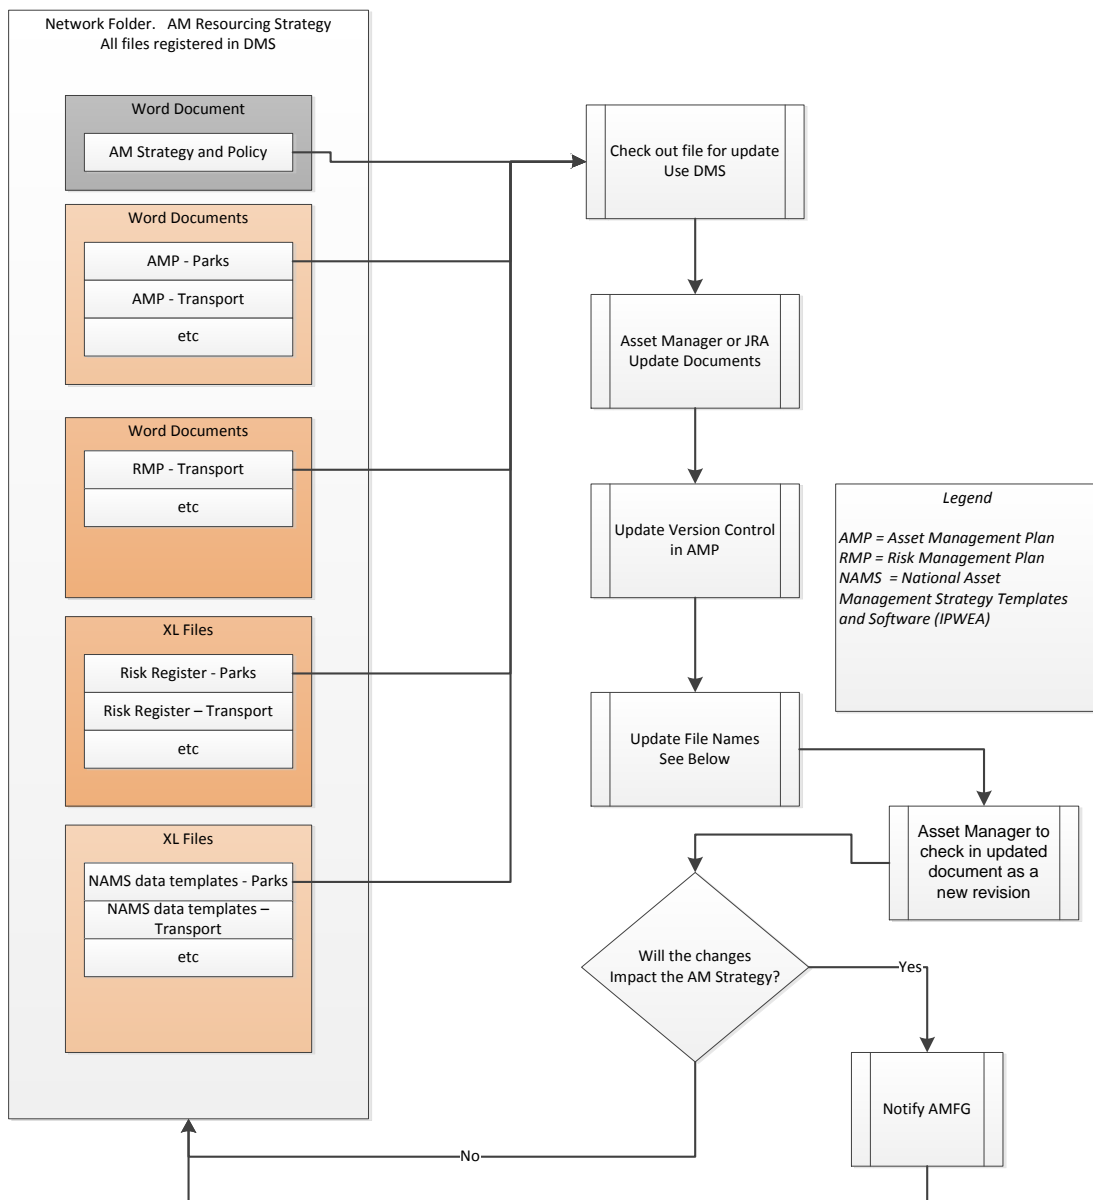 Network Folder.   AM Resourcing Strategy
All files registered in DMS
Word Document
AM Strategy and Policy
Word Documents
AMP - Parks
AMP - Transport
etc
Word Documents
RMP - Transport
etc
XL Files
Risk Register - Parks
Risk Register – Transport
etc
XL Files
NAMS data templates - Parks
NAMS data templates –
Transport
etc
Check out file for update
Use DMS
Asset Manager or JRA
Update Documents
Update Version Control
in AMP
Update File Names
See Below
Legend
AMP = Asset Management Plan
RMP = Risk Management Plan
NAMS  = National Asset
Management Strategy Templates
and Software (IPWEA)
Asset Manager to
check in updated
document as a
new revision
Will the changes
Impact the AM Strategy?
Yes
Notify AMFG
No